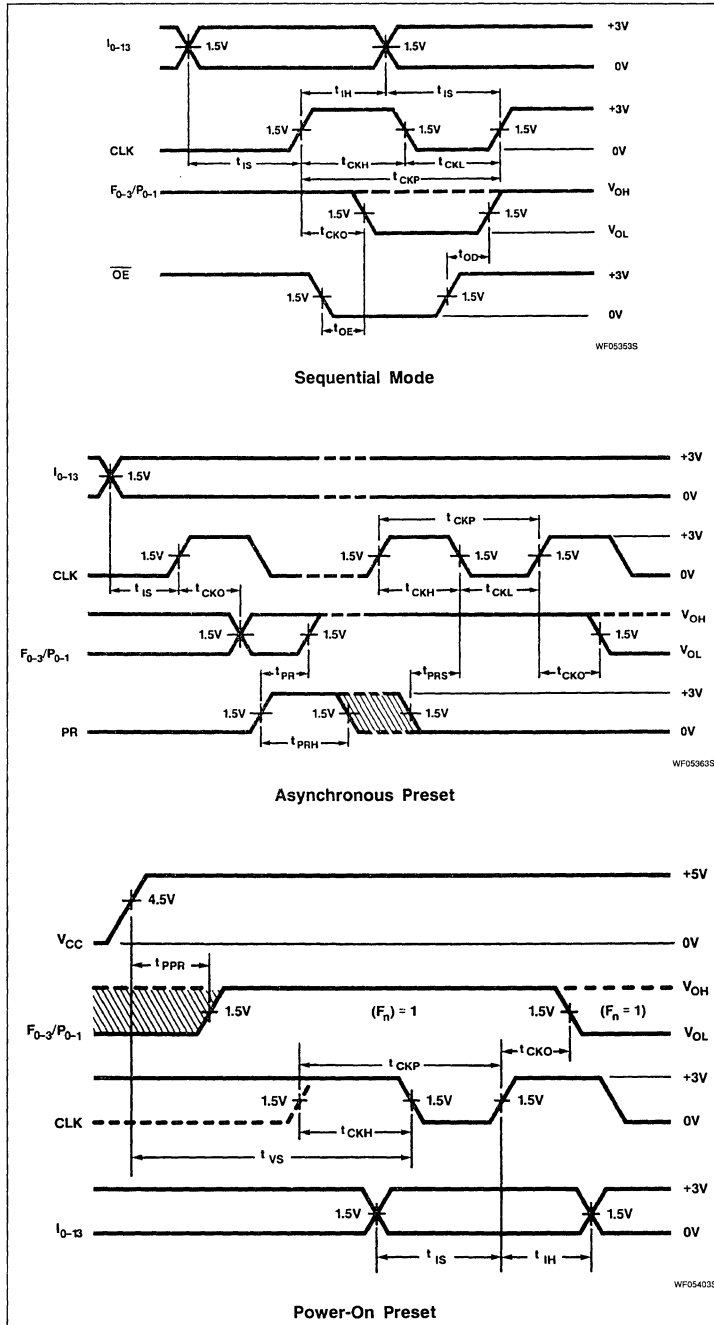 I0–13
1.5V 1.5V
+3V
0V
tIH tIS
CLK
1.5V 1.5V 1.5V
+3V
0V
tIS tCKH tCKL
tCKP
F0–3/P0–1
1.5V 1.5V
VOH
VOL
tCKO tOD
OE
1.5V 1.5V
+3V
0V
tOE
WF05353S
Sequential Mode
I0–13
1.5V
+3V
0V
tCKP
CLK
1.5V 1.5V 1.5V 1.5V
+3V
0V
tIS tCKO tCKH tCKL
F0–3/P0–1
1.5V 1.5V 1.5V
VOH
VOL
tPR tPRS tCKO
PR
1.5V 1.5V 1.5V
+3V
0V
tPRH
WF05363S
Asynchronous Preset
VCC
4.5V
+5V
0V
tPPR
F0–3/P0–1
1.5V (Fn) = 1 1.5V (Fn = 1)
VOH
VOL
tCKP tCKO
CLK
1.5V 1.5V 1.5V
+3V
0V
tCKH
tVS
I0–13
1.5V 1.5V
+3V
0V
tIS tIH
WF05403S
Power-On Preset